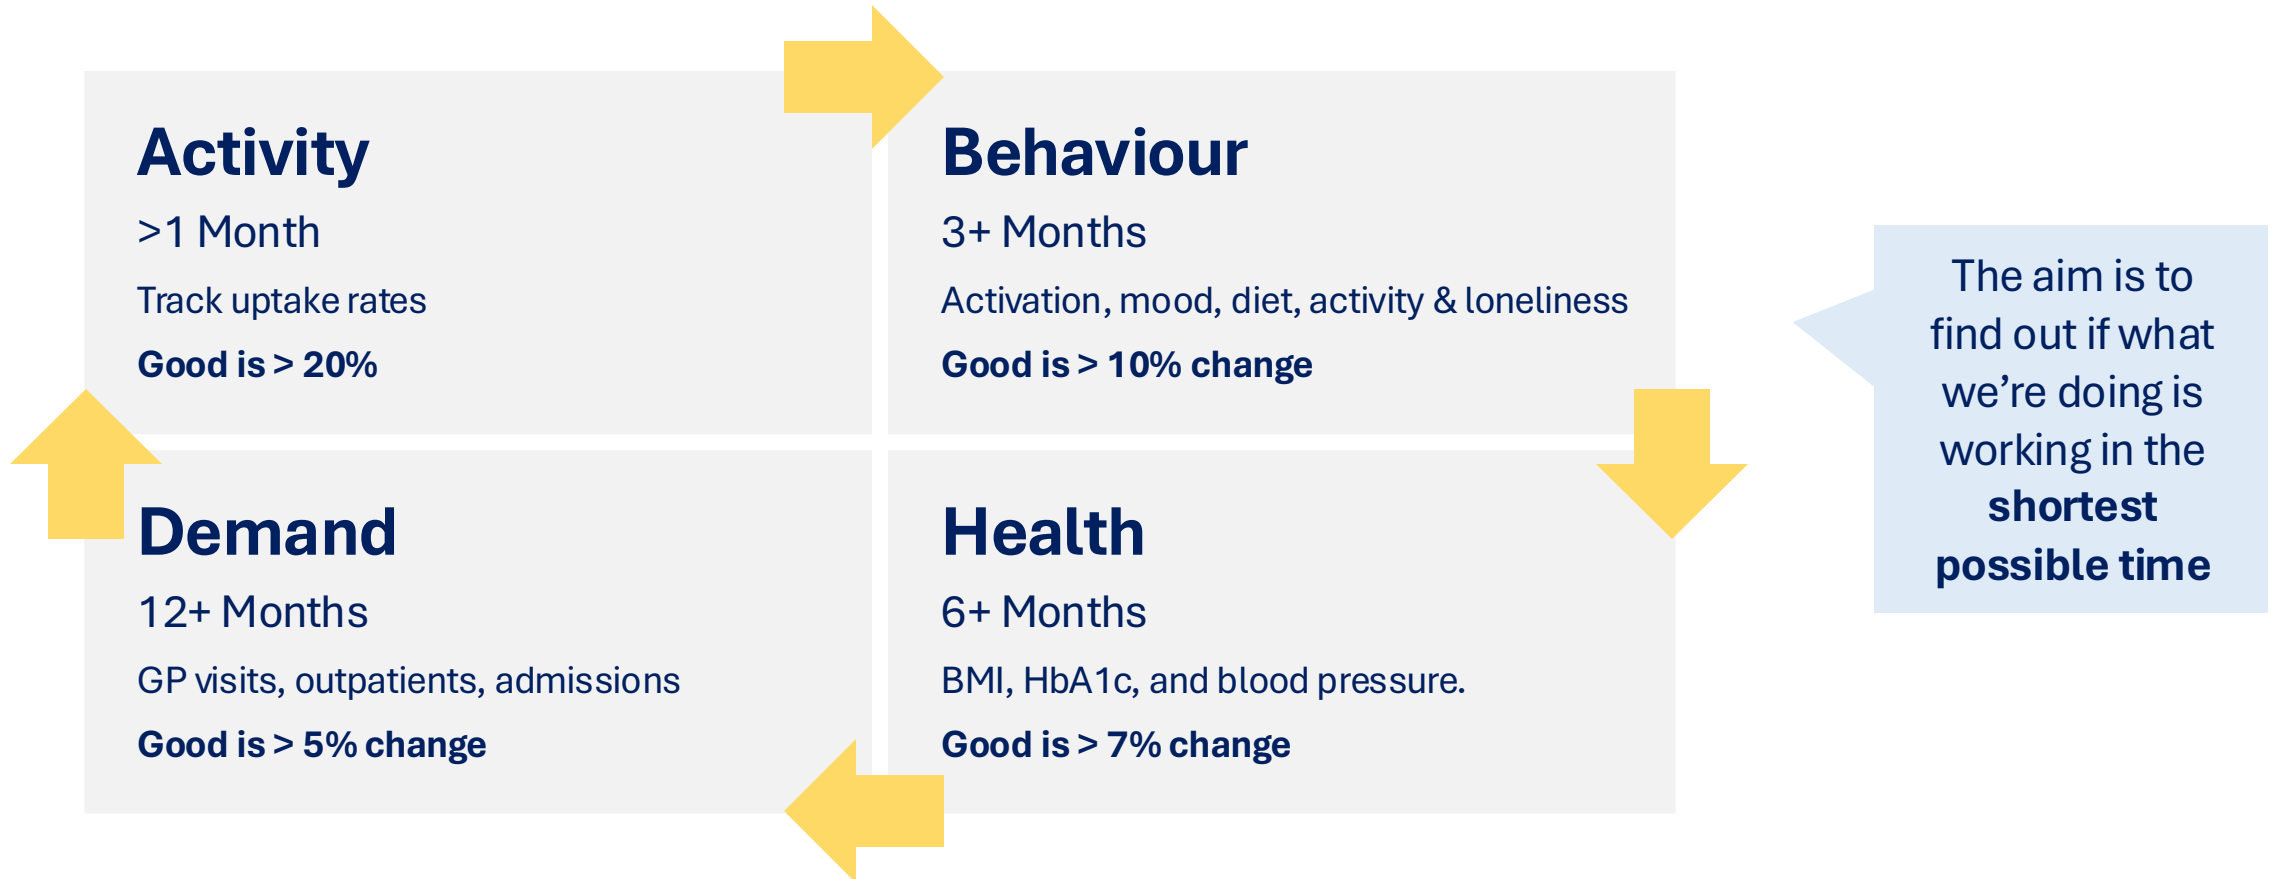 Activity
>1 Month
Track uptake rates
Good is > 20%
Behaviour
3+ Months
Activation, mood, diet, activity & loneliness
Good is > 10% change
Demand
12+ Months
GP visits, outpatients, admissions
Good is > 5% change
Health
6+ Months
BMI, HbA1c, and blood pressure.
Good is > 7% change
The aim is to
find out if what
we’re doing is
working in the
shortest
possible time